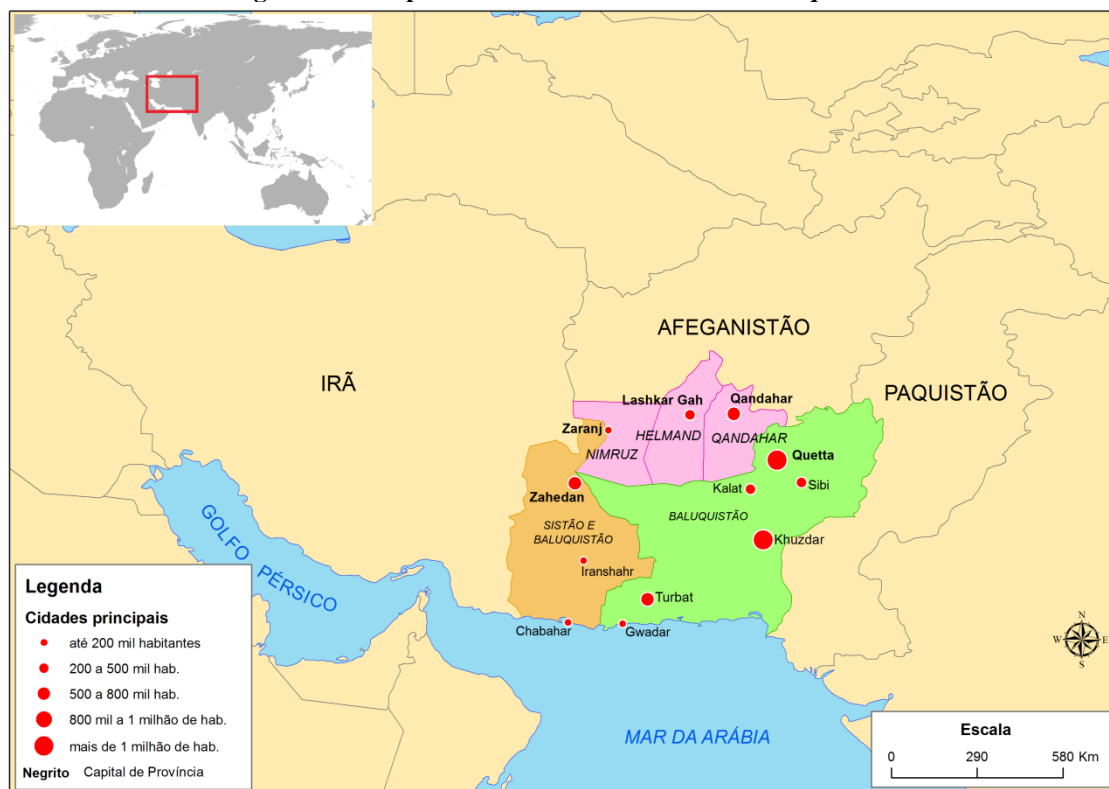 AFEGANISTÃO
IRÃ
PAQUISTÃO
Lashkar Gah
Qandahar
Zaranj
HELMAND
QANDAHAR
NIMRUZ
Quetta
Kalat
Sibi
Zahedan
BALUQUISTÃO
SISTÃO E
BALUQUISTÃO
Khuzdar
Iranshahr
Turbat
Chabahar
Gwadar
GOLFO PÉRSICO
MAR DA ARÁBIA
Legenda
Cidades principais
até 200 mil habitantes
200 a 500 mil hab.
500 a 800 mil hab.
800 mil a 1 milhão de hab.
mais de 1 milhão de hab.
Negrito Capital de Província
N
W E
S
Escala
0 290 580 Km